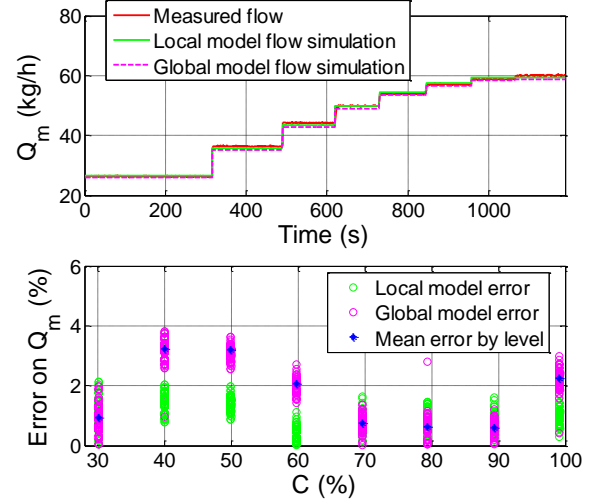 Measured flow
Local model flow simulation
Global model flow simulation
Q_m (kg/h)
80
60
40
20
0 200 400 600 800 1000
Time (s)
Local model error
Global model error
Mean error by level
Error on Q_m (%)
6
4
2
0
30 40 50 60 70 80 90 100
C (%)